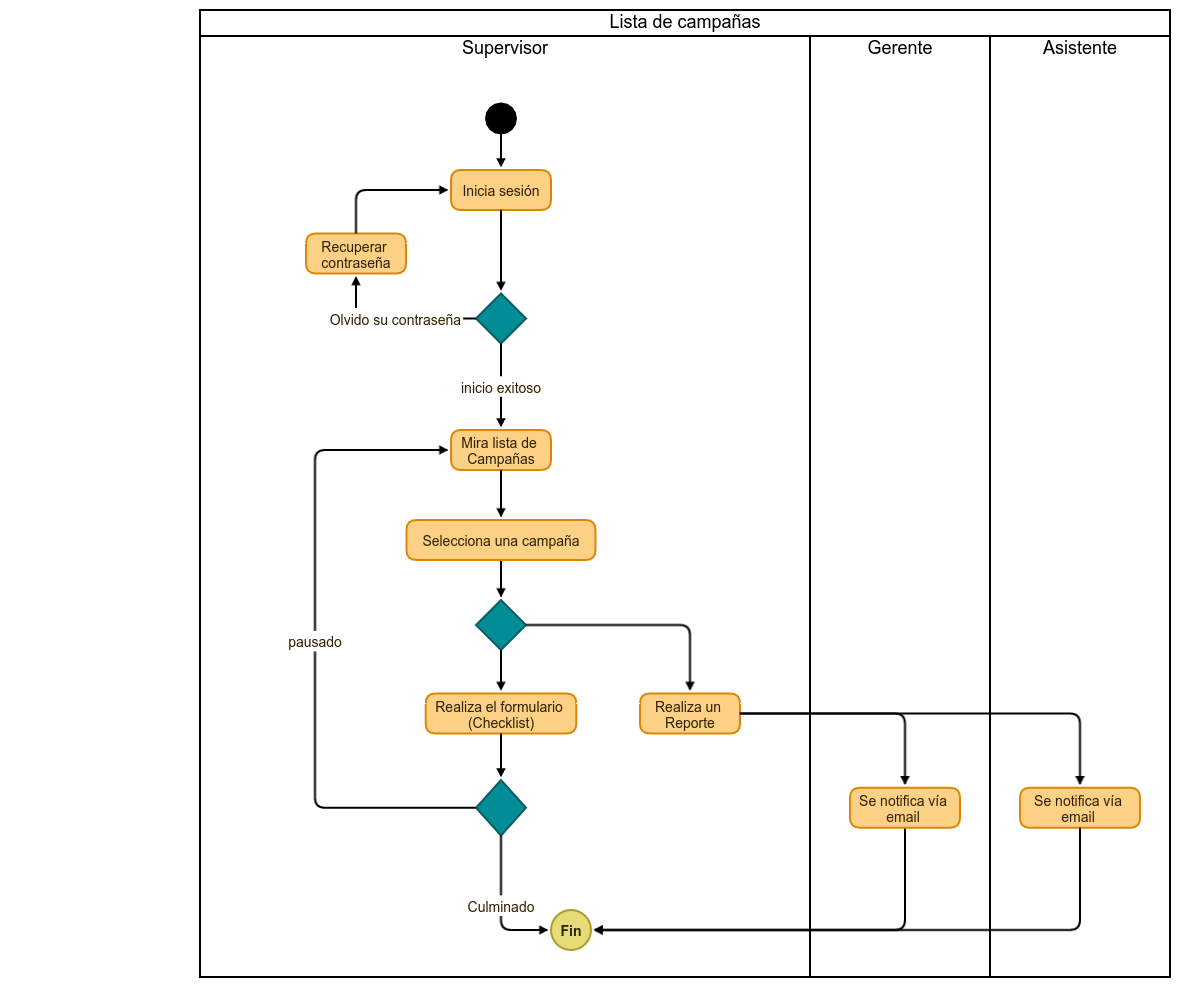 Lista de campañas
Supervisor
Gerente
Asistente
Inicia sesión
Recuperar
contraseña
Olvido su contraseña
inicio exitoso
Mira lista de
Campañas
Selecciona una campaña
pausado
Realiza el formulario
(Checklist)
Realiza un
Reporte
Se notifica vía
email
Se notifica vía
email
Culminado
Fin